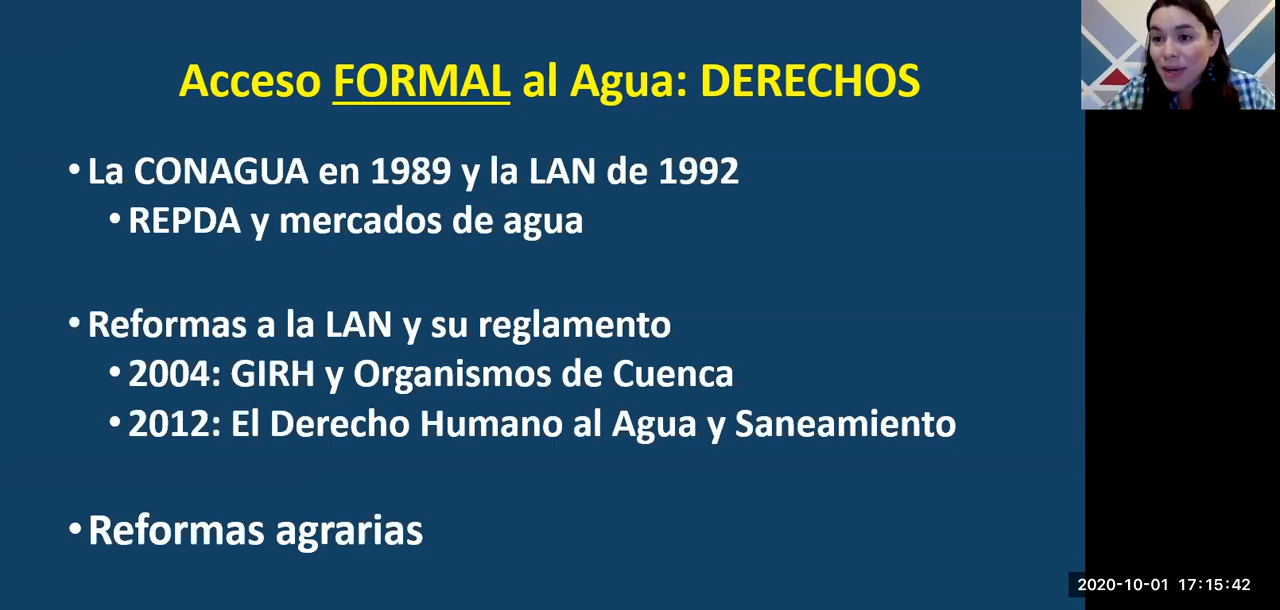 Acceso FORMAL al Agua: DERECHOS
• La CONAGUA en 1989 y la LAN de 1992
• REPDA y mercados de agua
• Reformas a la LAN y su reglamento
• 2004: GIRH y Organismos de Cuenca
• 2012: El Derecho Humano al Agua y Saneamiento
• Reformas agrarias
2020-10-01 17:15:42